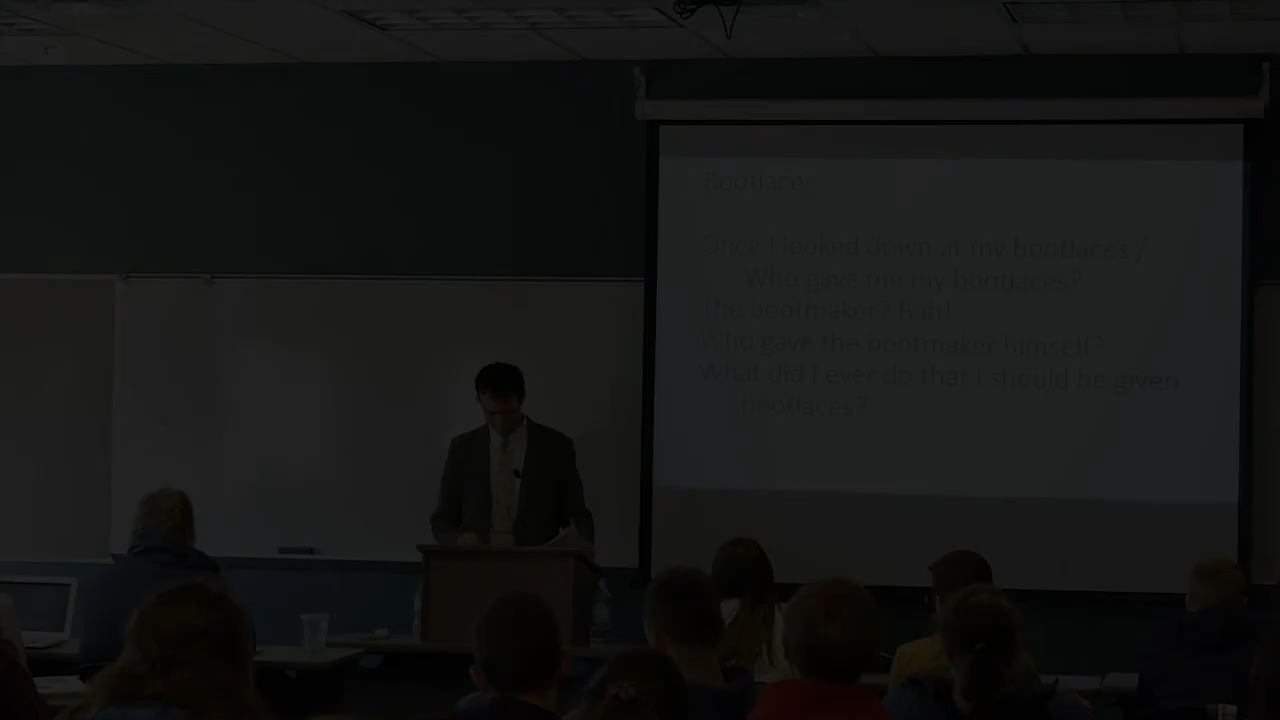 Bootlaces
Once I looked down at my bootlaces /
Who gave me my bootlaces?
The bootmaker? Bah!
Who gave the bootmaker himself?
What did I ever do that I should be given
bootlaces?